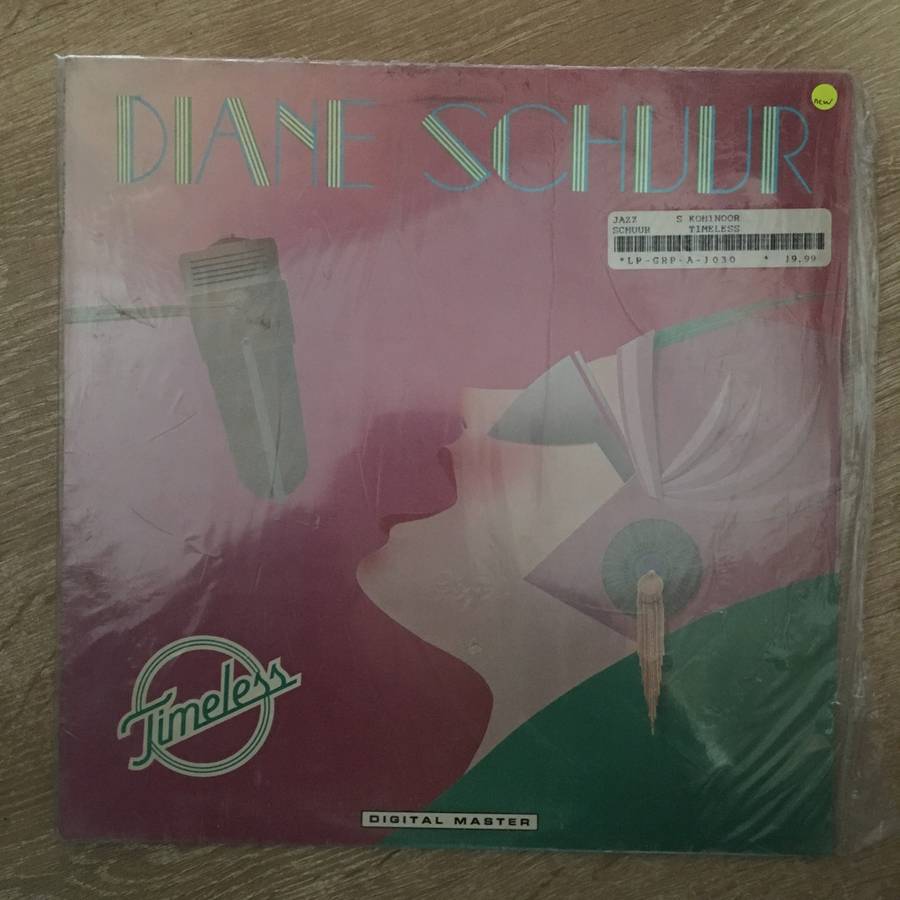 DIANE SCHUUR
new
JAZZ S KOHINOOR
SCHUUR TIMELESS
*LP-GRP-A-1030 * 19.99
Timeless
DIGITAL MASTER